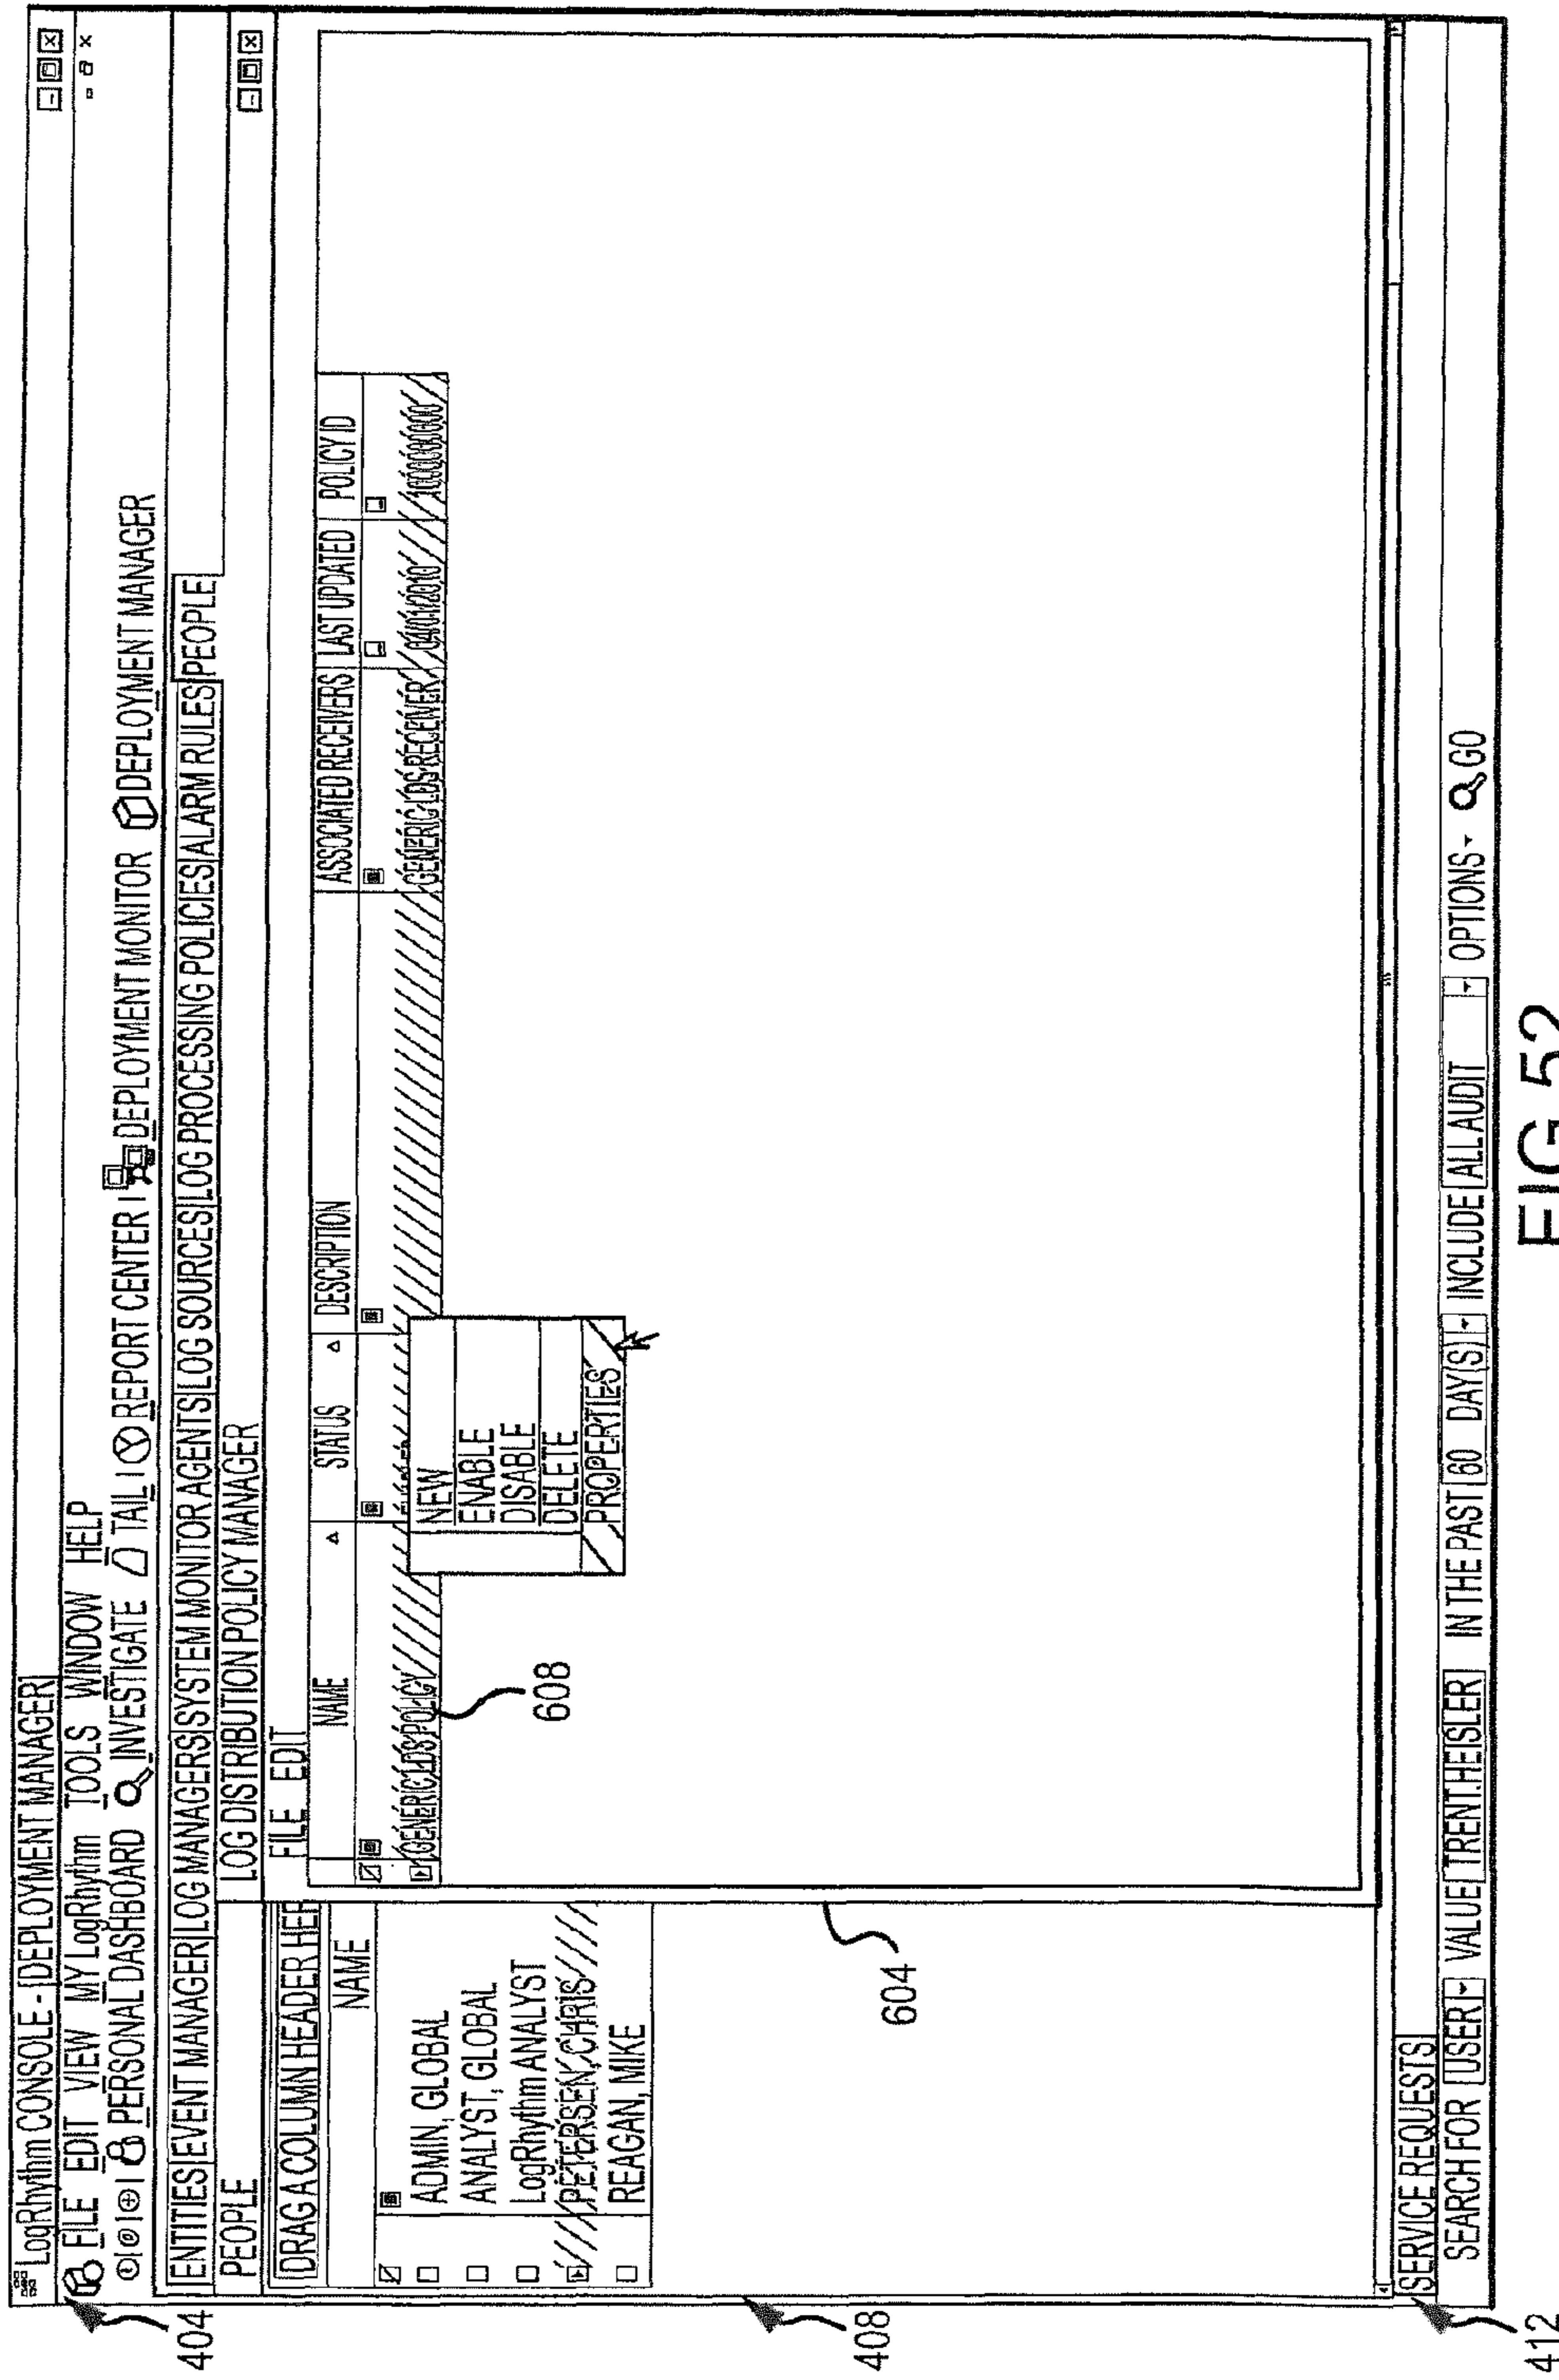 LogRhythm CONSOLE - [DEPLOYMENT MANAGER]
FILE EDIT VIEW MY LogRhythm TOOLS WINDOW HELP
PERSONAL DASHBOARD INVESTIGATE TAIL REPORT CENTER DEPLOYMENT MONITOR DEPLOYMENT MANAGER
ENTITIES EVENT MANAGER LOG MANAGERS SYSTEM MONITOR AGENTS LOG SOURCES LOG PROCESSING POLICIES ALARM RULES PEOPLE
PEOPLE
LOG DISTRIBUTION POLICY MANAGER
DRAG A COLUMN HEADER HER
FILE EDIT
NAME
ADMIN, GLOBAL
ANALYST, GLOBAL
LogRhythm ANALYST
PETERSEN, CHRIS
REAGAN, MIKE
NAME STATUS DESCRIPTION ASSOCIATED RECEIVERS LAST UPDATED POLICY ID
GENERIC LDS POLICY GENERIC LDS RECEIVER 04/01/2010
NEW
ENABLE
DISABLE
DELETE
PROPERTIES
608
604
SERVICE REQUESTS
SEARCH FOR USER VALUE TRENT.HEISLER IN THE PAST 60 DAY(S) INCLUDE ALL AUDIT OPTIONS GO
404
408
412
FIG.52